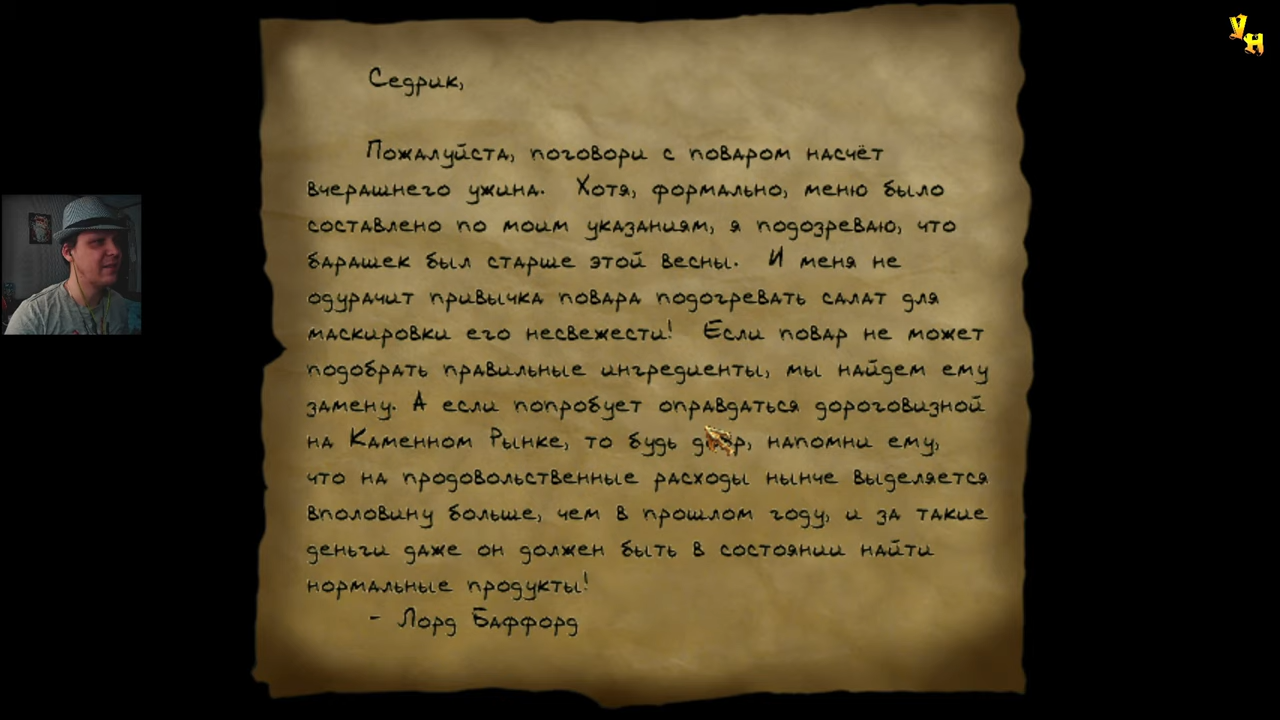 Седрик,
Пожалуйста, поговори с поваром насчёт
вчерашнего ужина. Хотя, формально, меню было
составлено по моим указаниям, я подозреваю, что
барашек был старше этой весны. И меня не
одурачит привычка повара подогревать салат для
маскировки его несвежести! Если повар не может
подобрать правильные ингредиенты, мы найдем ему
замену. А если попробует оправдаться дороговизной
на Каменном Рынке, то будь добр, напомни ему,
что на продовольственные расходы нынче выделяется
вполовину больше, чем в прошлом году, и за такие
деньги даже он должен быть в состоянии найти
нормальные продукты!
- Лорд Баффорд
УН